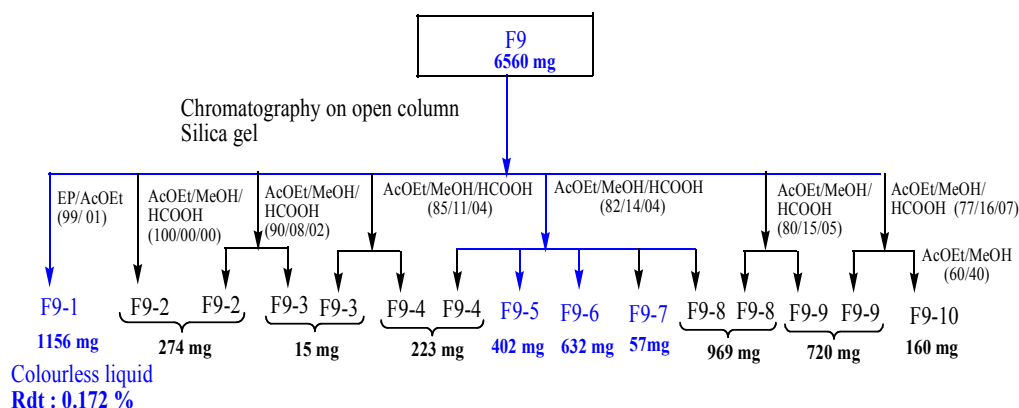 F9
6560 mg
Chromatography on open column
Silica gel
EP/AcOEt
(99/ 01)
AcOEt/MeOH/
HCOOH
(100/00/00)
AcOEt/MeOH/
HCOOH
(90/08/02)
AcOEt/MeOH/HCOOH
(85/11/04)
AcOEt/MeOH/HCOOH
(82/14/04)
AcOEt/MeOH/
HCOOH
(80/15/05)
AcOEt/MeOH/
HCOOH (77/16/07)
AcOEt/MeOH
(60/40)
F9-1 F9-2 F9-2 F9-3 F9-3 F9-4 F9-4 F9-5 F9-6 F9-7 F9-8 F9-8 F9-9 F9-9 F9-10
1156 mg 274 mg 15 mg 223 mg 402 mg 632 mg 57mg 969 mg 720 mg 160 mg
Colourless liquid
Rdt : 0.172 %